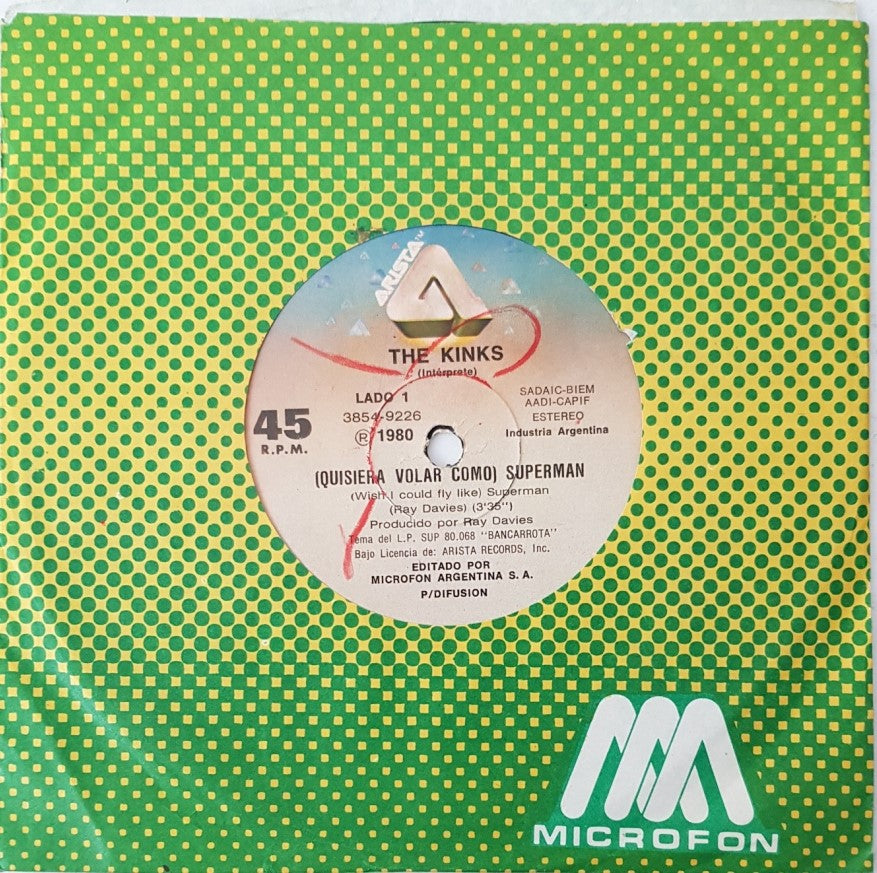 ARISTA
THE KINKS
(Intérprete)
LADO 1
3854-9226
℗ 1980
45
R.P.M.
SADAIC-BIEM
AADI-CAPIF
ESTEREO
Industria Argentina
(QUISIERA VOLAR COMO) SUPERMAN
(Wish I could fly like) Superman
(Ray Davies) (3'35")
Producido por Ray Davies
Tema del L.P. SUP 80.068 "BANCARROTA"
Bajo Licencia de: ARISTA RECORDS, Inc.
EDITADO POR
MICROFON ARGENTINA S. A.
P/DIFUSION
MICROFON